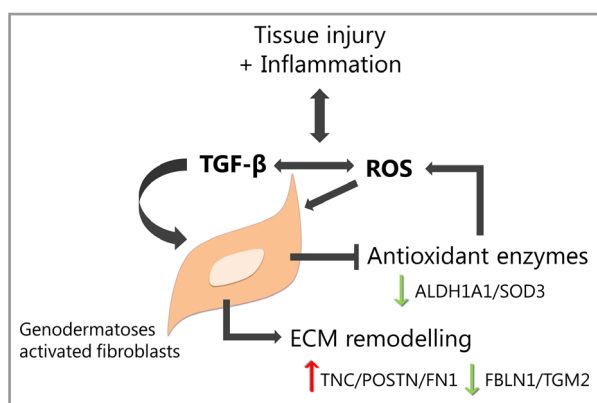 Tissue injury
+ Inflammation
TGF-β ROS
Antioxidant enzymes
ALDH1A1/SOD3
Genodermatoses
activated fibroblasts
ECM remodelling
TNC/POSTN/FN1 FBLN1/TGM2